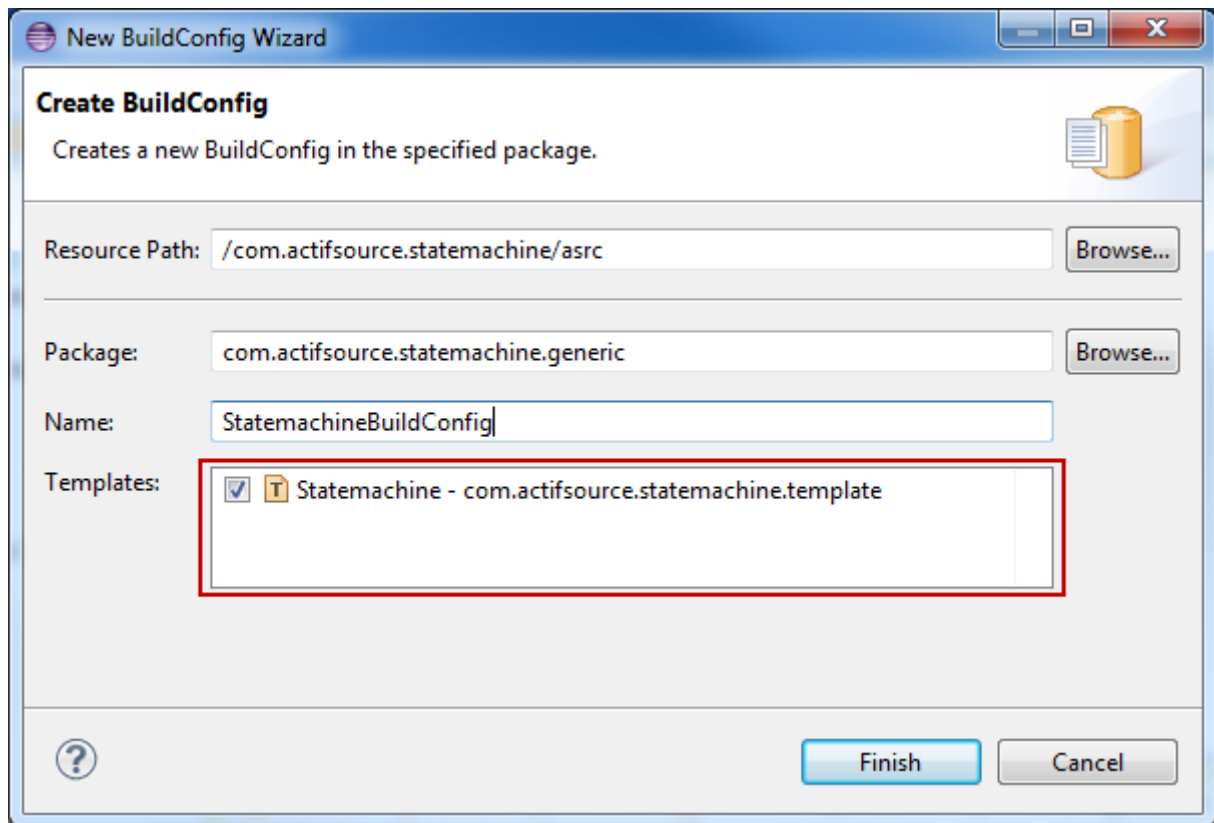 New BuildConfig Wizard
Create BuildConfig
Creates a new BuildConfig in the specified package.
Resource Path: /com.actifsource.statemachine/asrc Browse...
Package: com.actifsource.statemachine.generic Browse...
Name: StatemachineBuildConfig
Templates: T Statemachine - com.actifsource.statemachine.template
? Finish Cancel